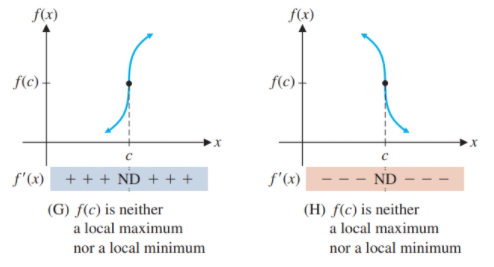 f(x)
f(c)
x
c
f'(x) + + + ND + + +
(G) f(c) is neither
a local maximum
nor a local minimum
f(x)
f(c)
x
c
f'(x) − − − ND − − −
(H) f(c) is neither
a local maximum
nor a local minimum